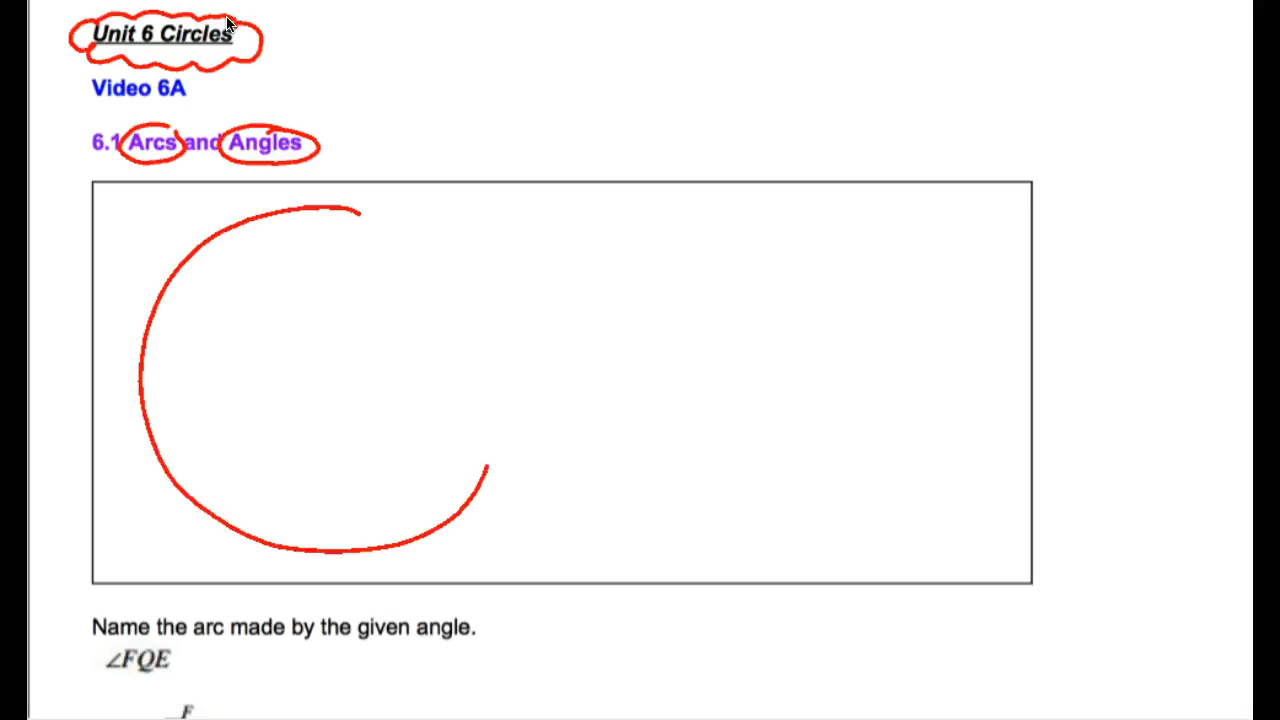 Unit 6 Circles
Video 6A
6.1 Arcs and Angles
Name the arc made by the given angle.
∠FQE
F